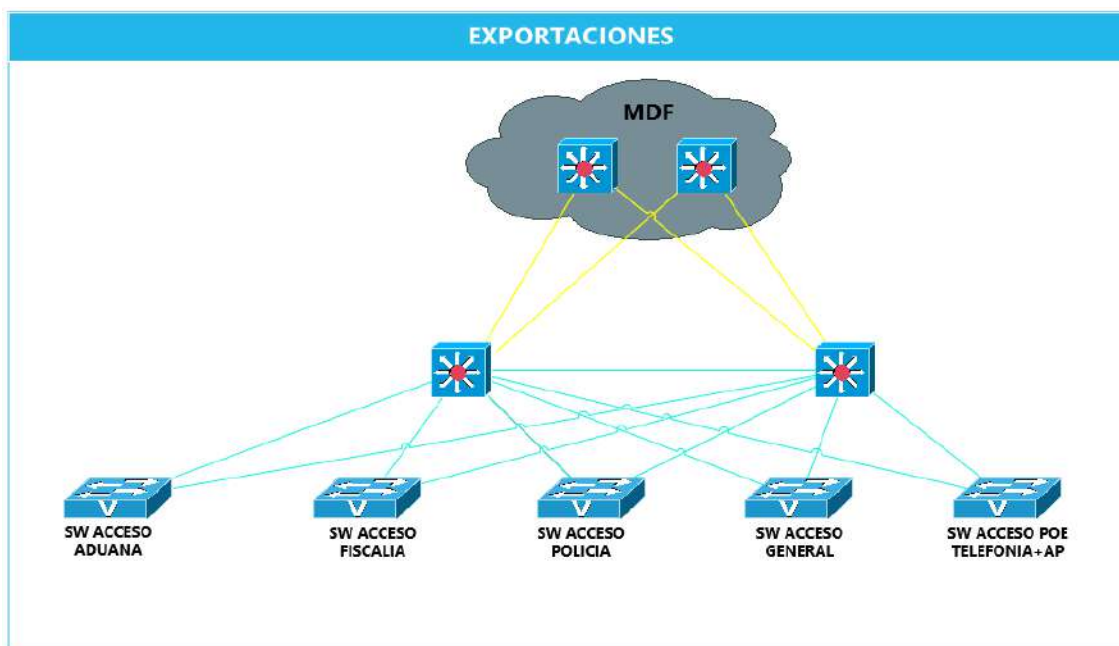 EXPORTACIONES
MDF
SW ACCESO
ADUANA
SW ACCESO
FISCALIA
SW ACCESO
POLICIA
SW ACCESO
GENERAL
SW ACCESO POE
TELEFONIA+AP